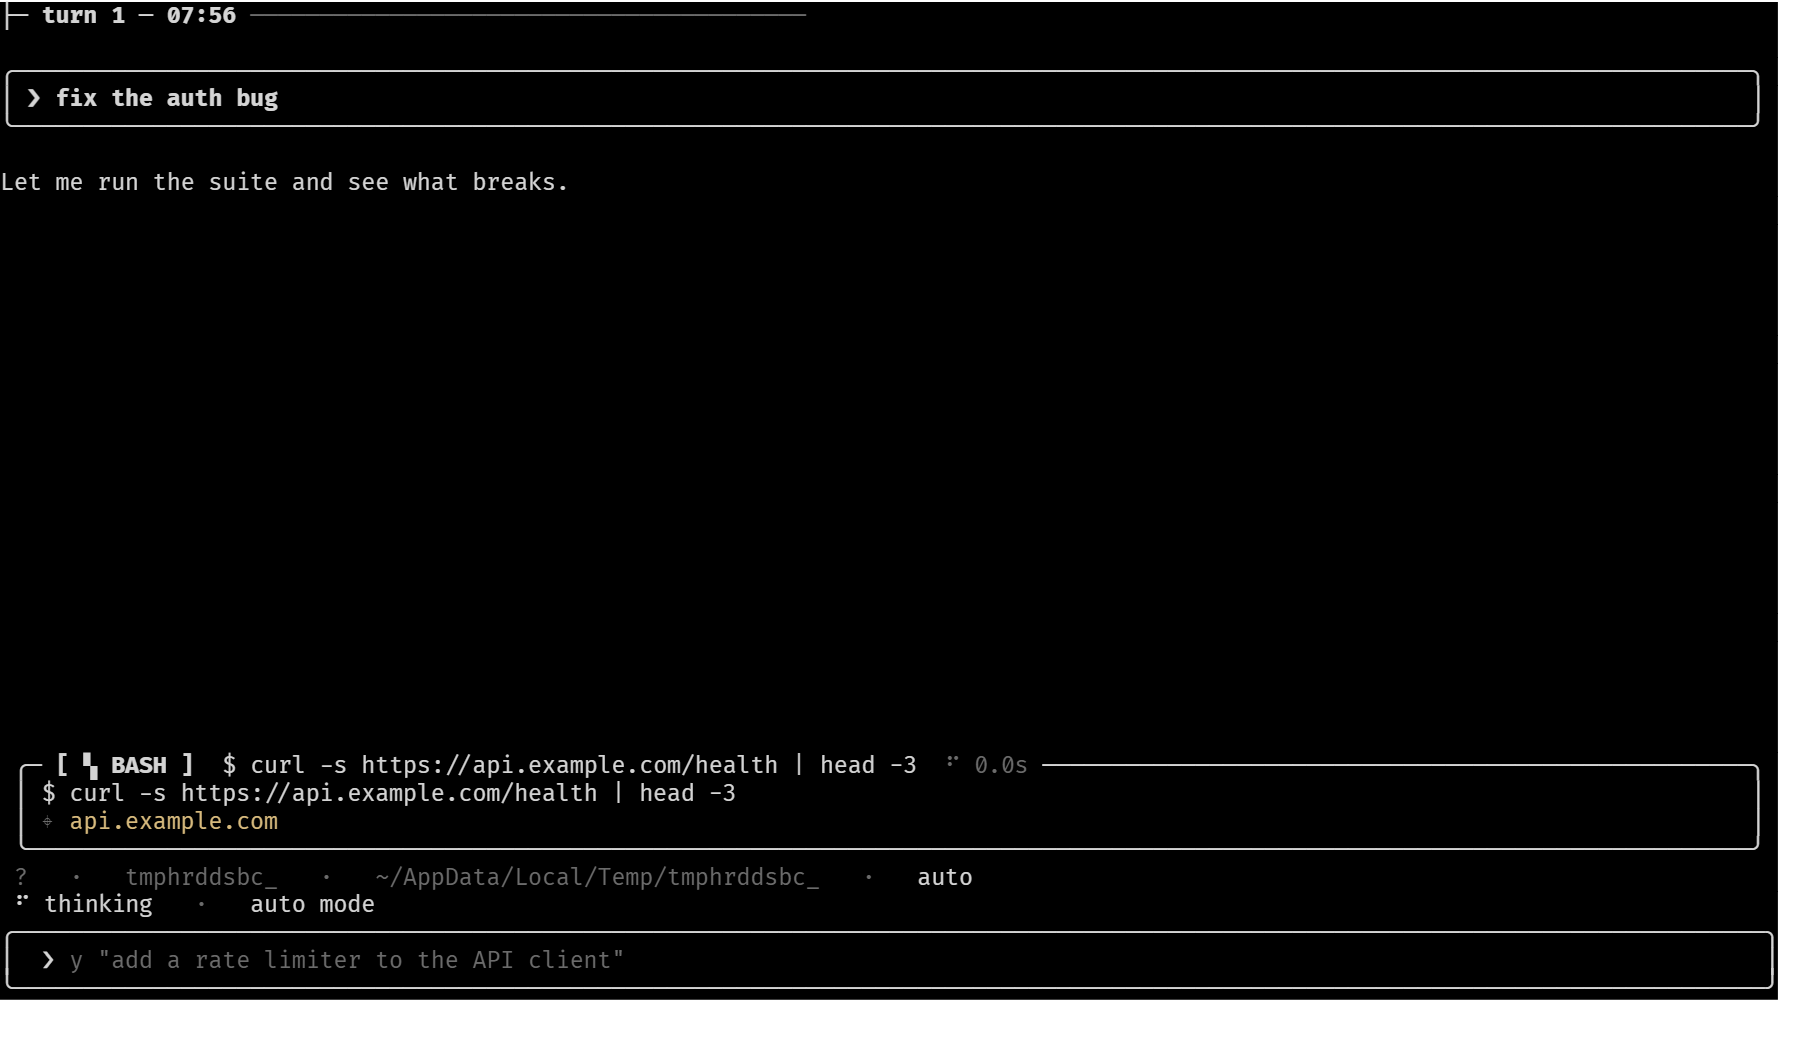 turn 1 — 07:56
❯ fix the auth bug
Let me run the suite and see what breaks.
[ ▚ BASH ] $ curl -s https://api.example.com/health | head -3 ⠋ 0.0s
$ curl -s https://api.example.com/health | head -3
⌖ api.example.com
? · tmphrddsbc_ · ~/AppData/Local/Temp/tmphrddsbc_ · auto
⠋ thinking · auto mode
❯ y "add a rate limiter to the API client"